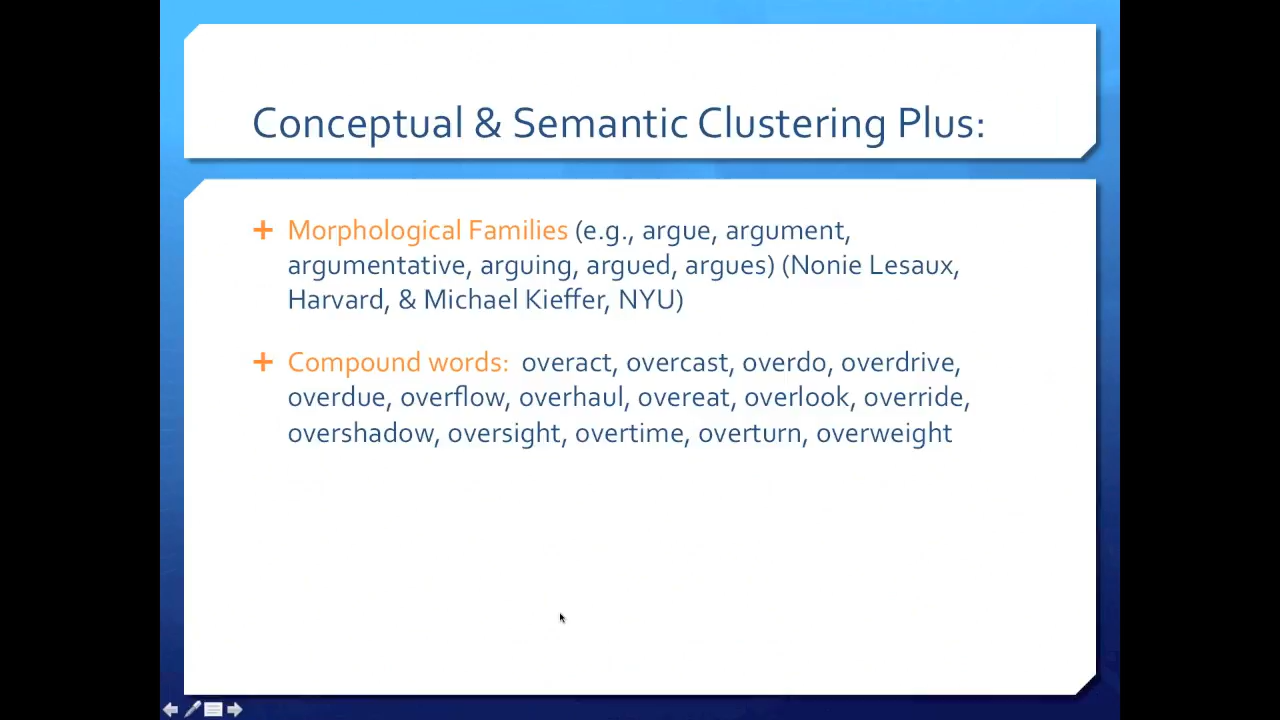 Conceptual & Semantic Clustering Plus:
Morphological Families (e.g., argue, argument,
argumentative, arguing, argued, argues) (Nonie Lesaux,
Harvard, & Michael Kieffer, NYU)
Compound words: overact, overcast, overdo, overdrive,
overdue, overflow, overhaul, overeat, overlook, override,
overshadow, oversight, overtime, overturn, overweight